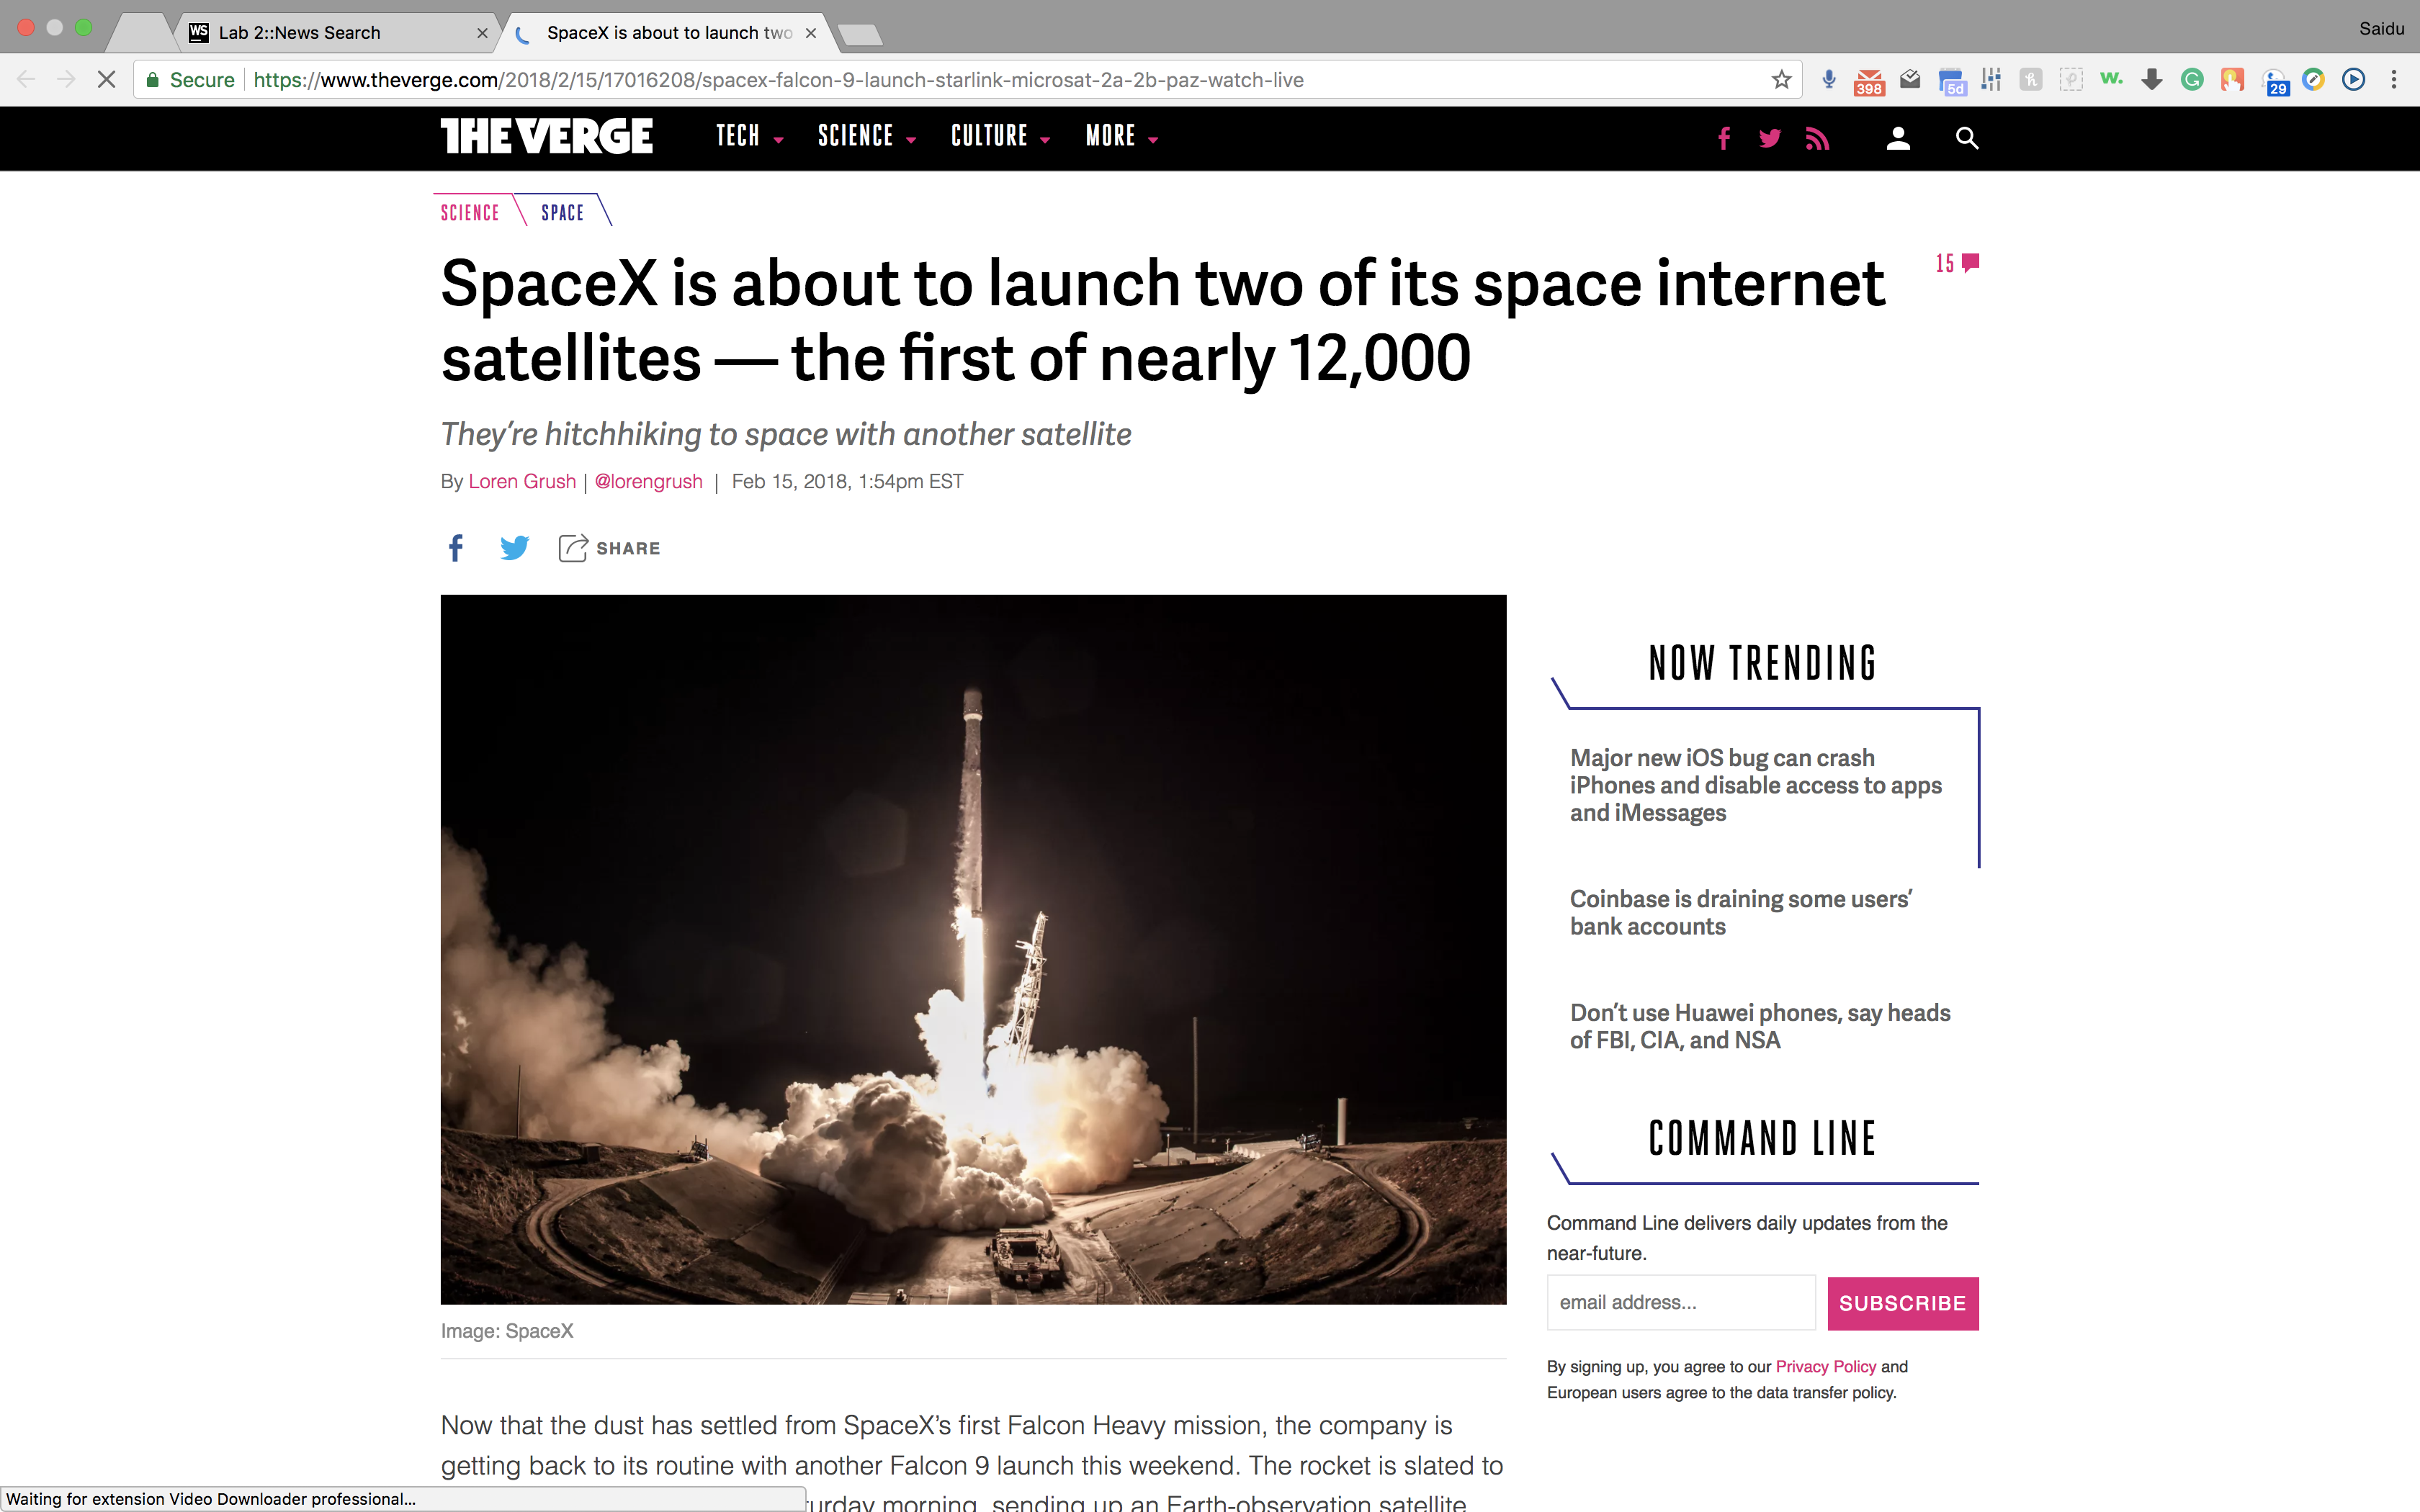 Lab 2::News Search
SpaceX is about to launch two
Saidu
Secure
https://www.theverge.com/2018/2/15/17016208/spacex-falcon-9-launch-starlink-microsat-2a-2b-paz-watch-live
398
5d
w.
29
THE VERGE
TECH
SCIENCE
CULTURE
MORE
SCIENCE
SPACE
SpaceX is about to launch two of its space internet
satellites — the first of nearly 12,000
15
They’re hitchhiking to space with another satellite
By Loren Grush | @lorengrush | Feb 15, 2018, 1:54pm EST
SHARE
Image: SpaceX
Now that the dust has settled from SpaceX’s first Falcon Heavy mission, the company is
getting back to its routine with another Falcon 9 launch this weekend. The rocket is slated to
turday morning, sending up an Earth-observation satellite
NOW TRENDING
Major new iOS bug can crash
iPhones and disable access to apps
and iMessages
Coinbase is draining some users’
bank accounts
Don’t use Huawei phones, say heads
of FBI, CIA, and NSA
COMMAND LINE
Command Line delivers daily updates from the
near-future.
email address...
SUBSCRIBE
By signing up, you agree to our Privacy Policy and
European users agree to the data transfer policy.
Waiting for extension Video Downloader professional...